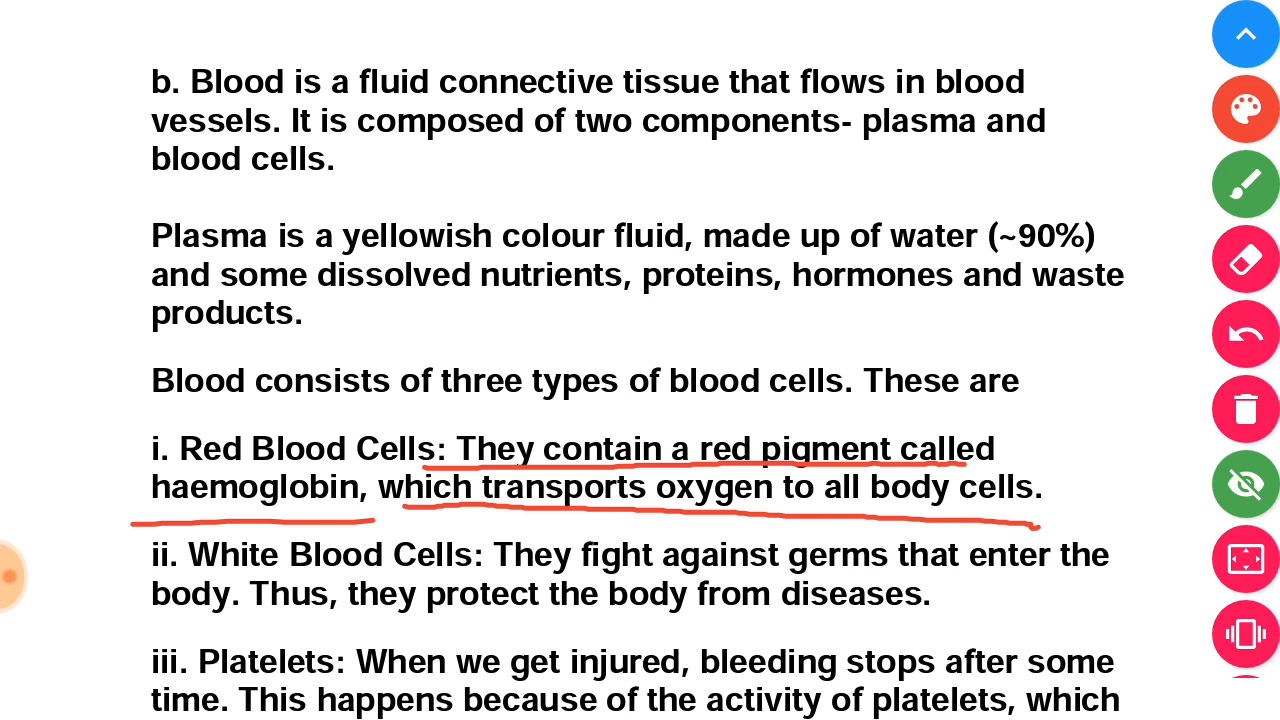 b. Blood is a fluid connective tissue that flows in blood
vessels. It is composed of two components- plasma and
blood cells.
Plasma is a yellowish colour fluid, made up of water (~90%)
and some dissolved nutrients, proteins, hormones and waste
products.
Blood consists of three types of blood cells. These are
i. Red Blood Cells: They contain a red pigment called
haemoglobin, which transports oxygen to all body cells.
ii. White Blood Cells: They fight against germs that enter the
body. Thus, they protect the body from diseases.
iii. Platelets: When we get injured, bleeding stops after some
time. This happens because of the activity of platelets, which